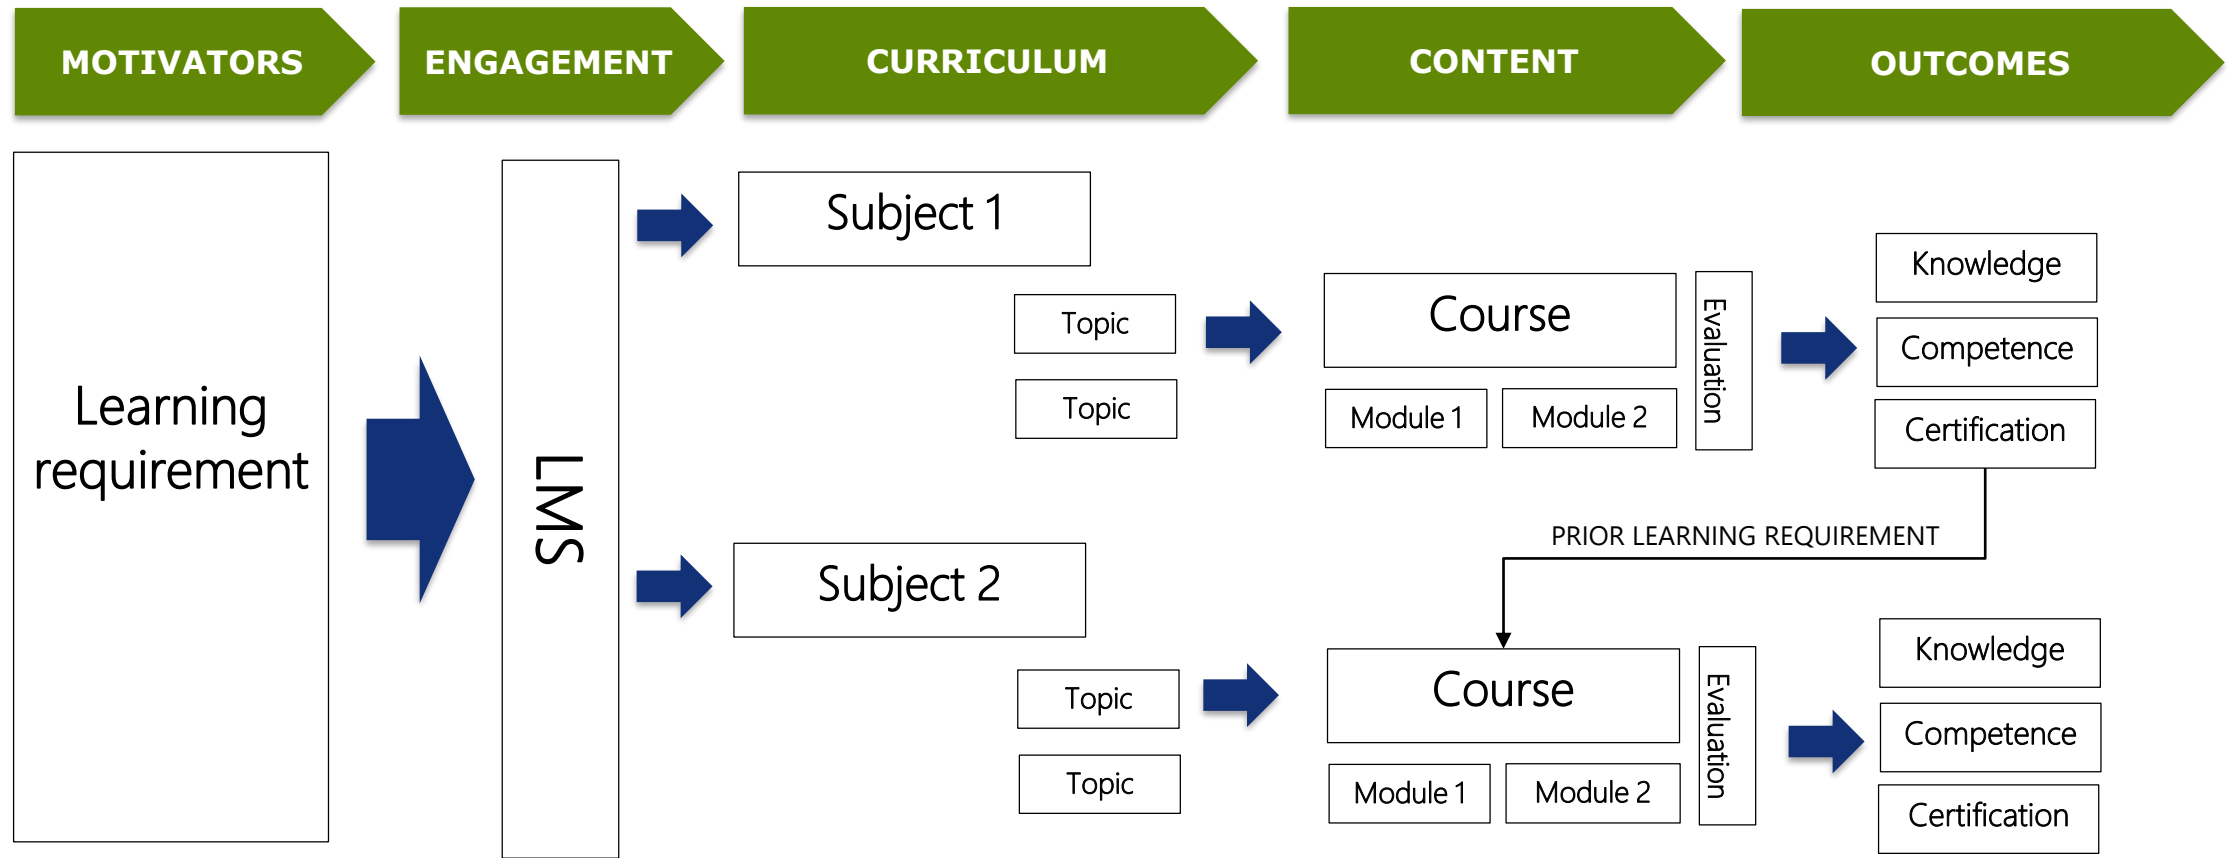 MOTIVATORS
ENGAGEMENT
CURRICULUM
CONTENT
OUTCOMES
Learning
requirement
LMS
Subject 1
Topic
Topic
Course
Module 1
Module 2
Evaluation
Knowledge
Competence
Certification
PRIOR LEARNING REQUIREMENT
Subject 2
Topic
Topic
Course
Module 1
Module 2
Evaluation
Knowledge
Competence
Certification